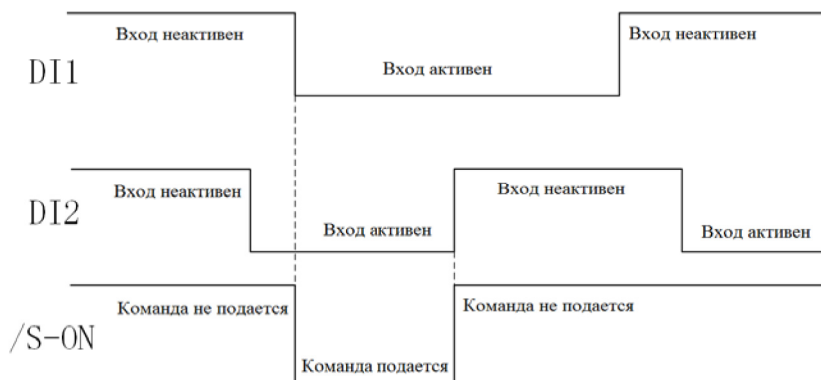 Вход неактивен
Вход неактивен
DI1
Вход активен
Вход неактивен
Вход неактивен
DI2
Вход активен
Вход активен
Команда не подается
Команда не подается
/S-ON
Команда подается